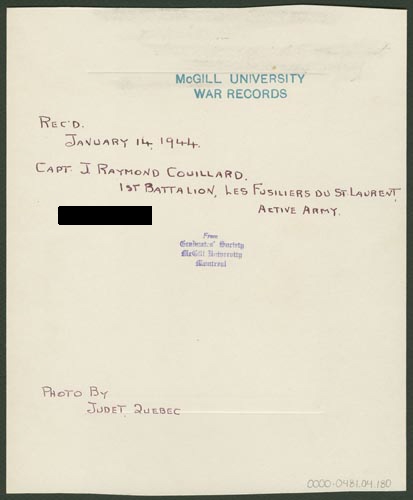 McGILL UNIVERSITY
WAR RECORDS
REC'D.
JANUARY 14, 1944.
CAPT. J. RAYMOND COUILLARD.
1ST BATTALION, LES FUSILIERS DU ST. LAURENT,
ACTIVE ARMY.
From
Graduates' Society
McGill University
Montreal
PHOTO BY
JUDET, QUEBEC
0000-0481.04.180